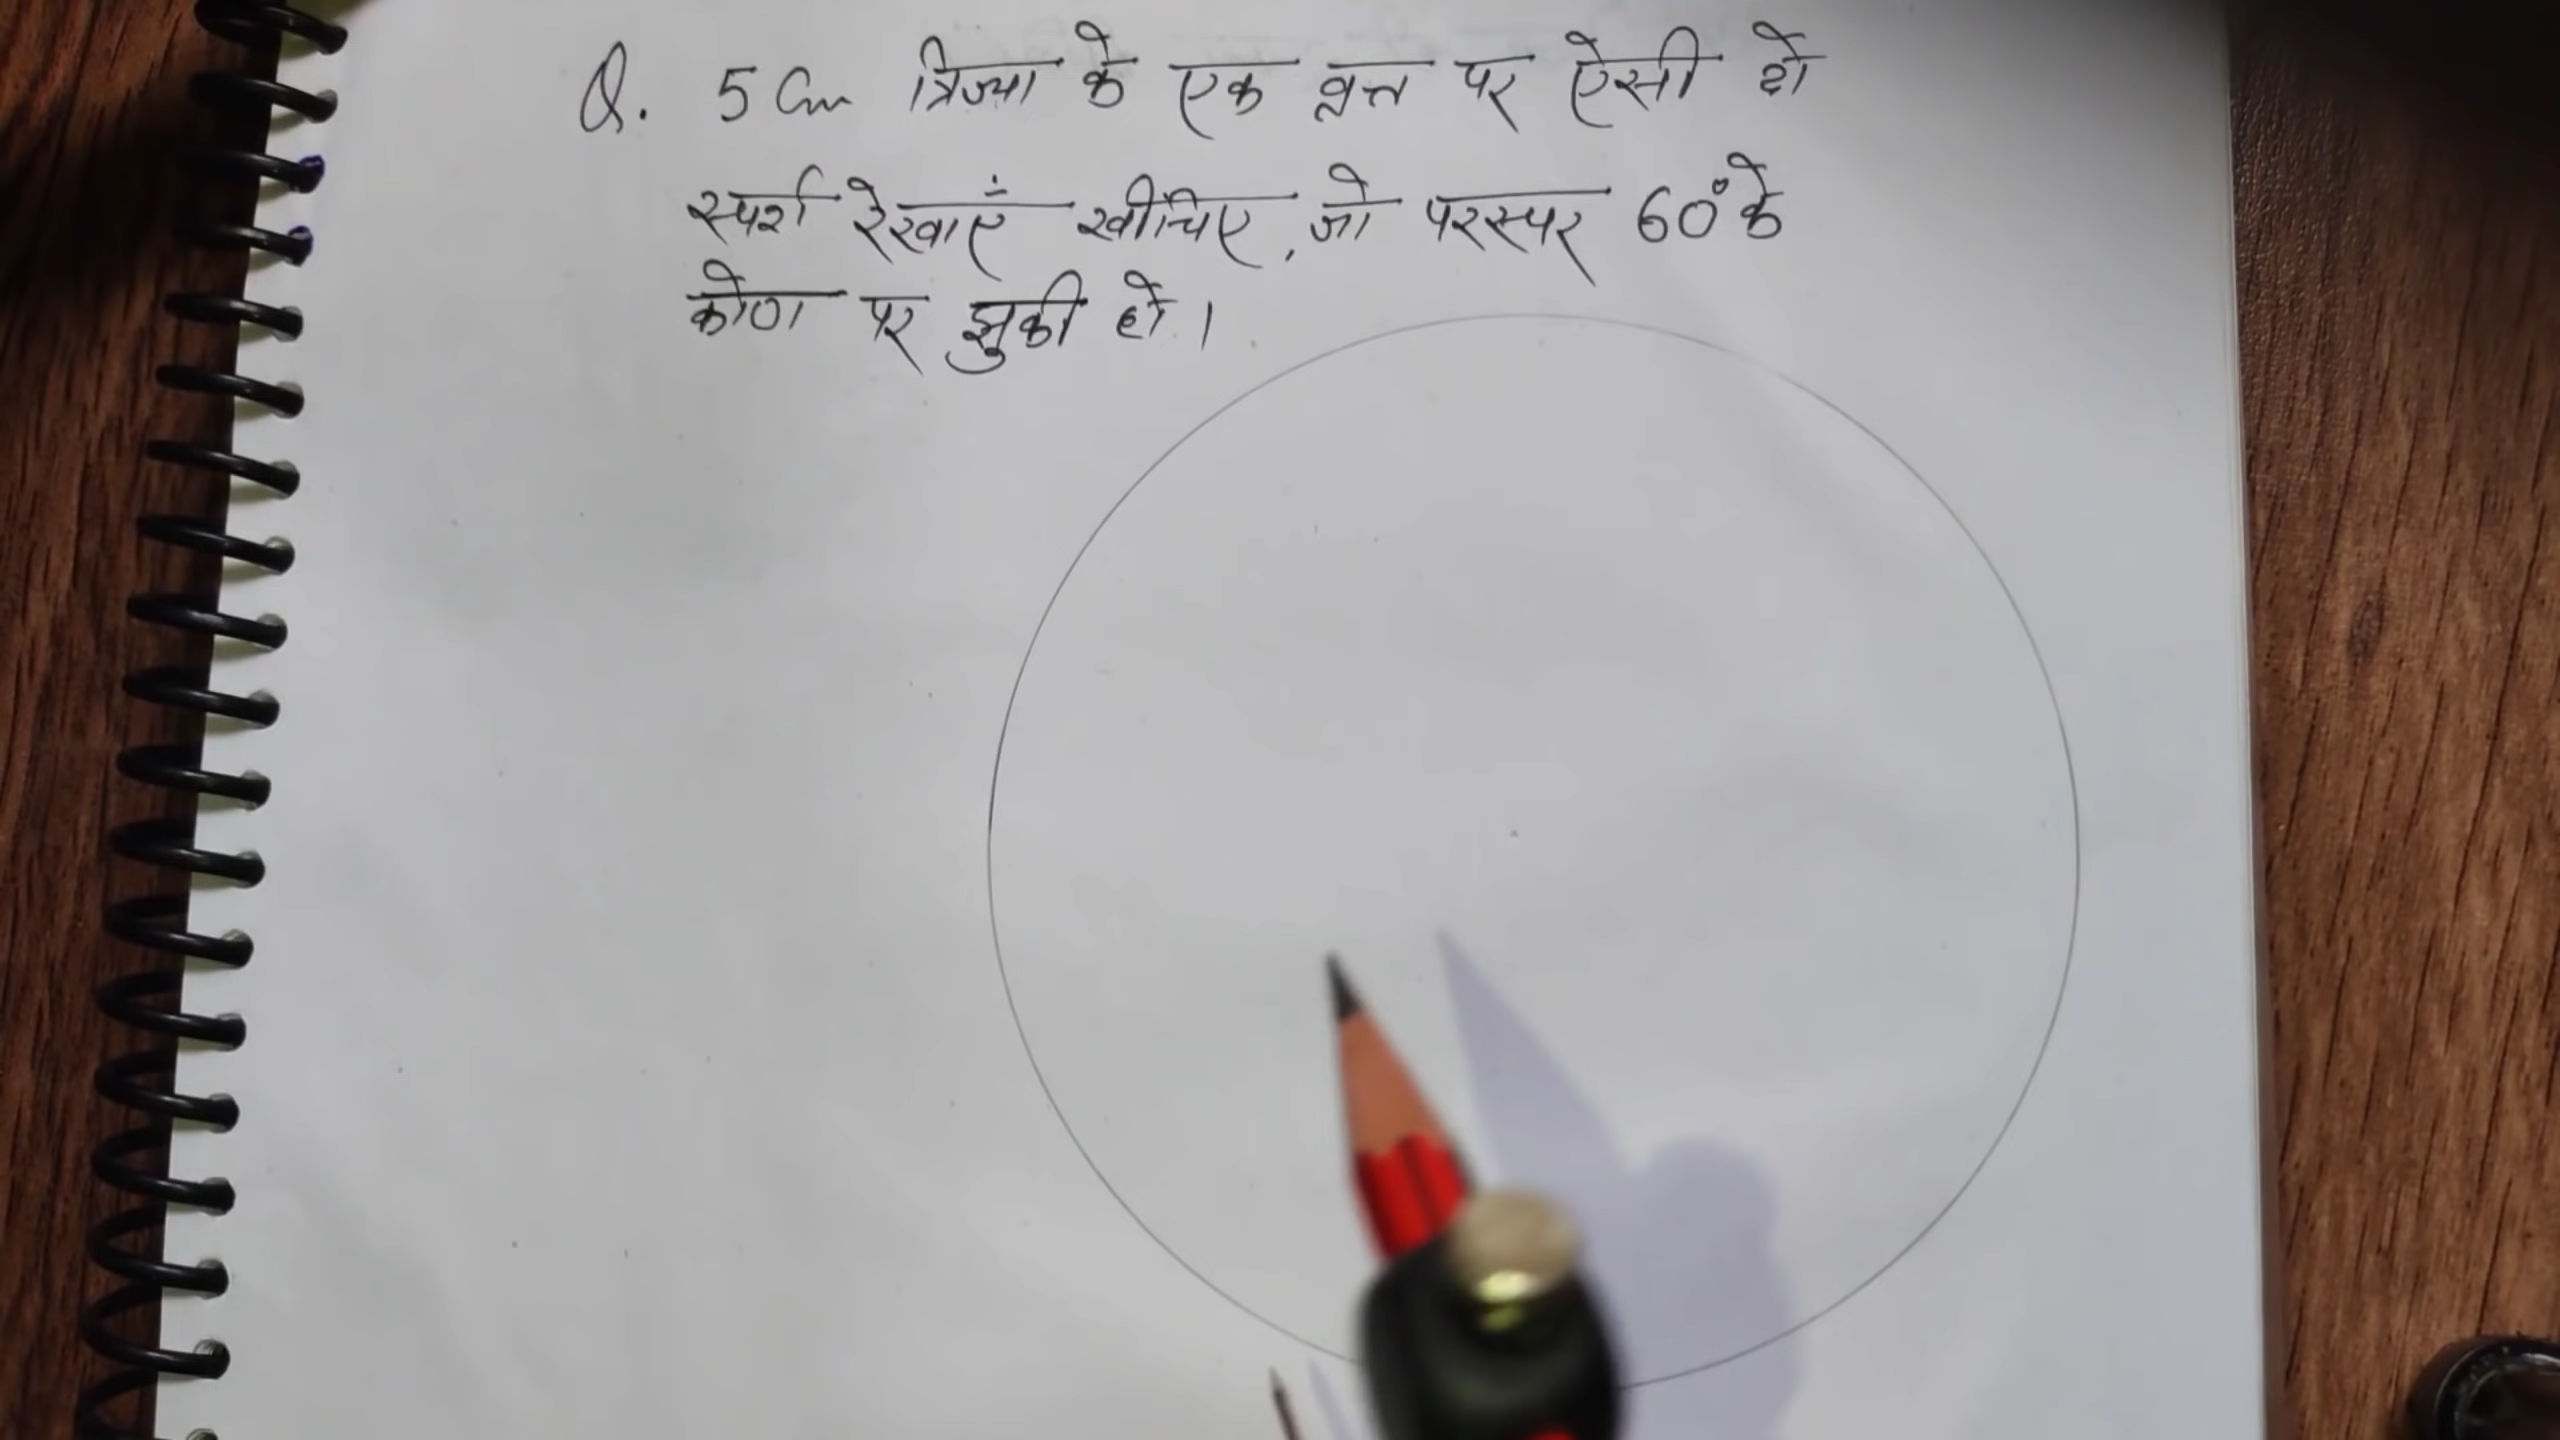 Q. 5 Cm त्रिज्या के एक वृत्त पर ऐसी दो
स्पर्श रेखाएं खींचिए, जो परस्पर 60° के
कोण पर झुकी हो।